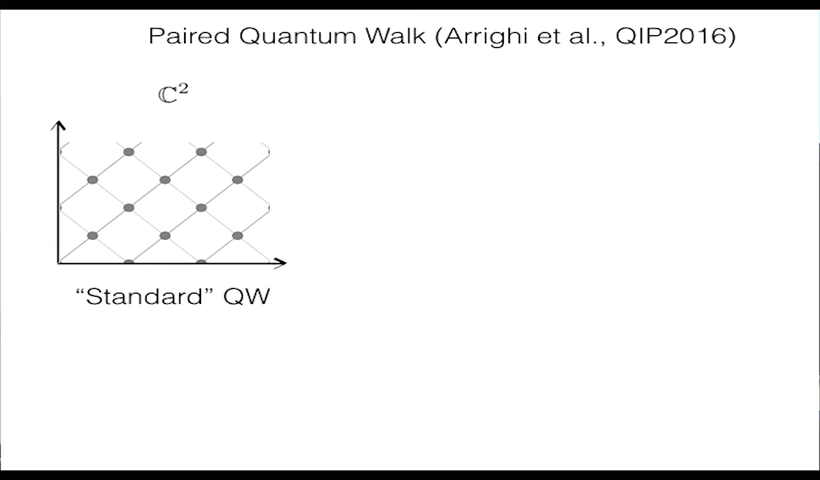 Paired Quantum Walk (Arrighi et al., QIP2016)
ℂ²
“Standard” QW